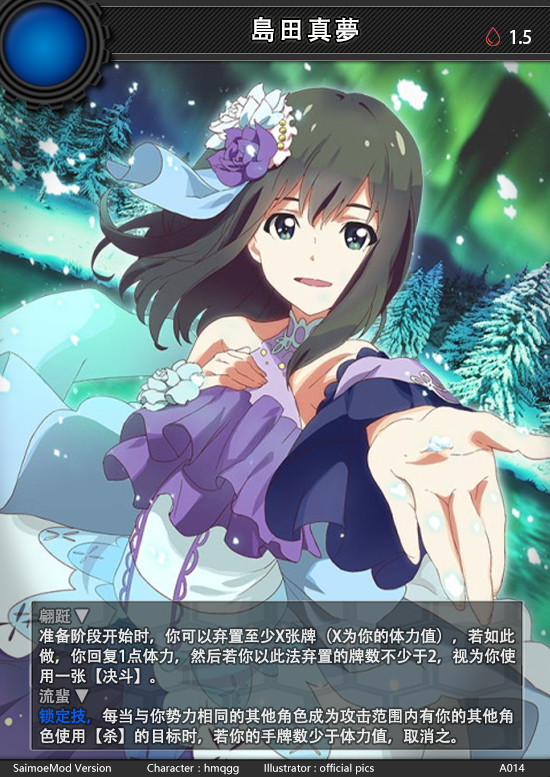 島田真夢
1.5
翩跹▼
准备阶段开始时，你可以弃置至少X张牌（X为你的体力值），若如此
做，你回复1点体力，然后若你以此法弃置的牌数不少于2，视为你使
用一张【决斗】。
流蜚▼
锁定技，每当与你势力相同的其他角色成为攻击范围内有你的其他角
色使用【杀】的目标时，若你的手牌数少于体力值，取消之。
SaimoeMod Version Character : hmqgg Illustrator : official pics A014